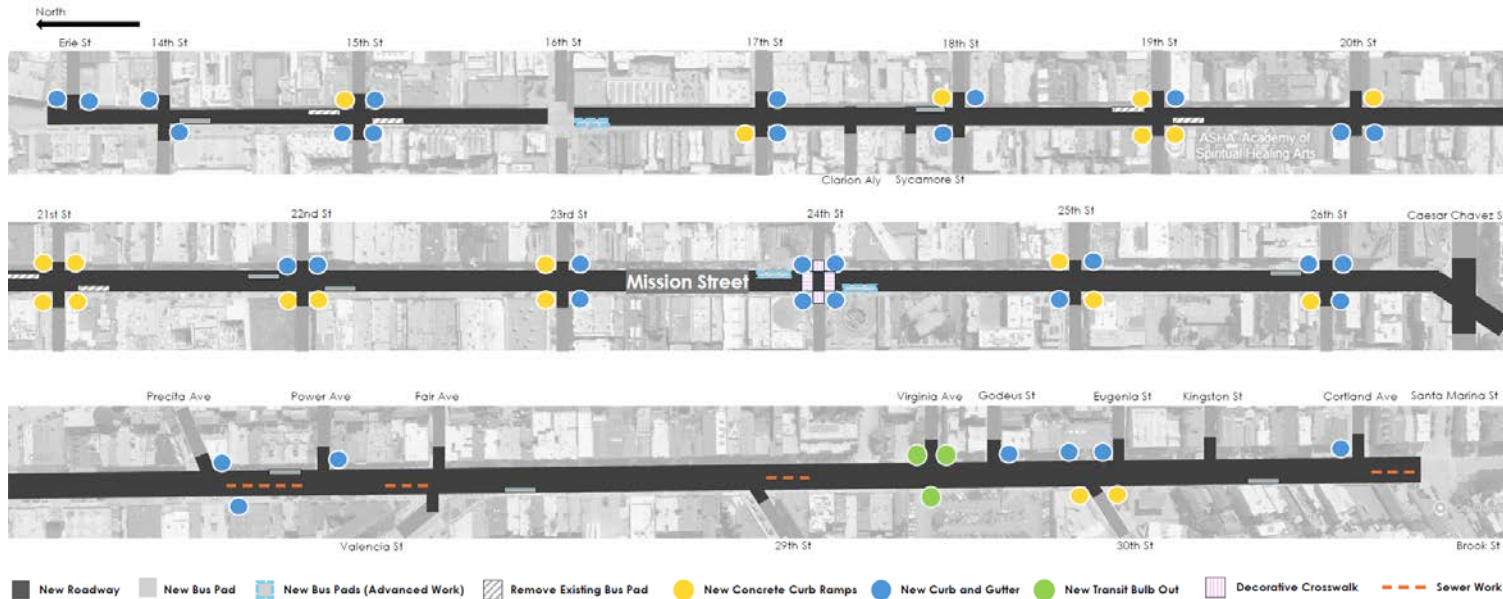 North
Erie St 14th St 15th St 16th St 17th St 18th St 19th St 20th St
ASHA Academy of
Spiritual Healing Arts
Clarion Aly Sycamore St
21st St 22nd St 23rd St 24th St 25th St 26th St Caesar Chavez S
Mission Street
Precita Ave Power Ave Fair Ave Virginia Ave Godeus St Eugenia St Kingston St Cortland Ave Santa Marina St
Valencia St 29th St 30th St Brook St
New Roadway New Bus Pad New Bus Pads (Advanced Work) Remove Existing Bus Pad New Concrete Curb Ramps New Curb and Gutter New Transit Bulb Out Decorative Crosswalk Sewer Work